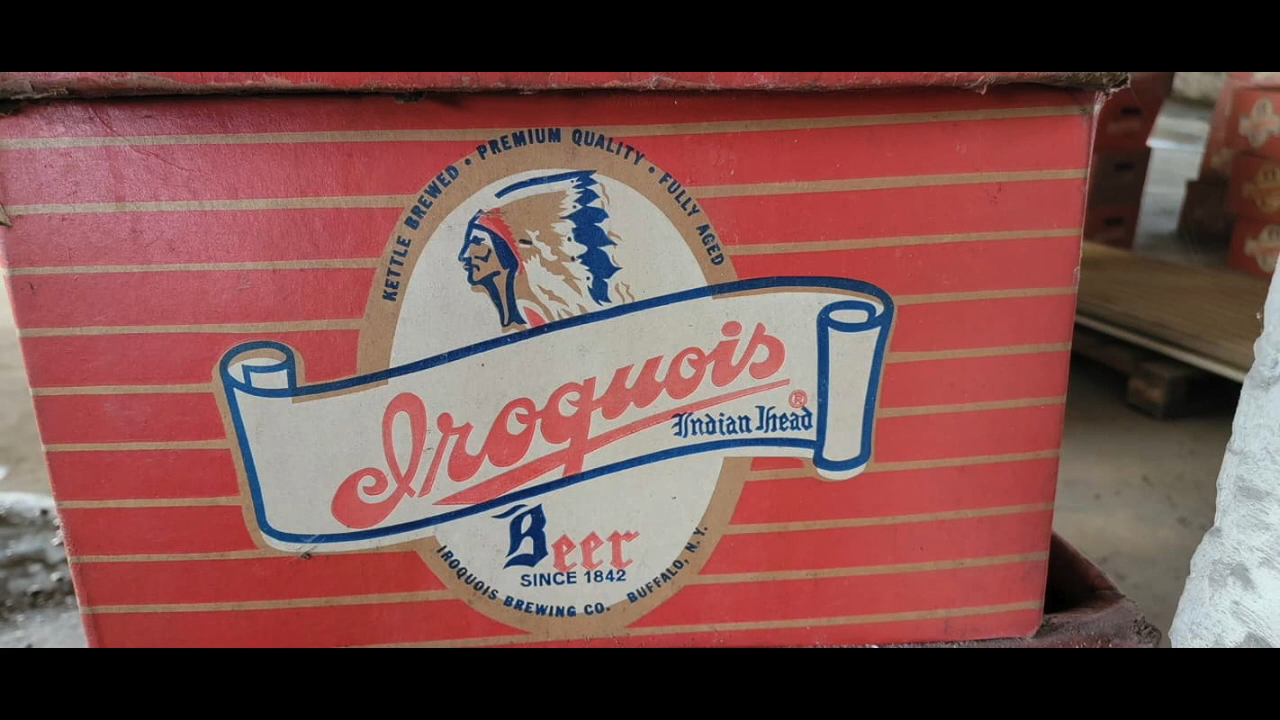 KETTLE BREWED • PREMIUM QUALITY • FULLY AGED
Iroquois
Indian Head ®
Beer
SINCE 1842
IROQUOIS BREWING CO. BUFFALO, N.Y.